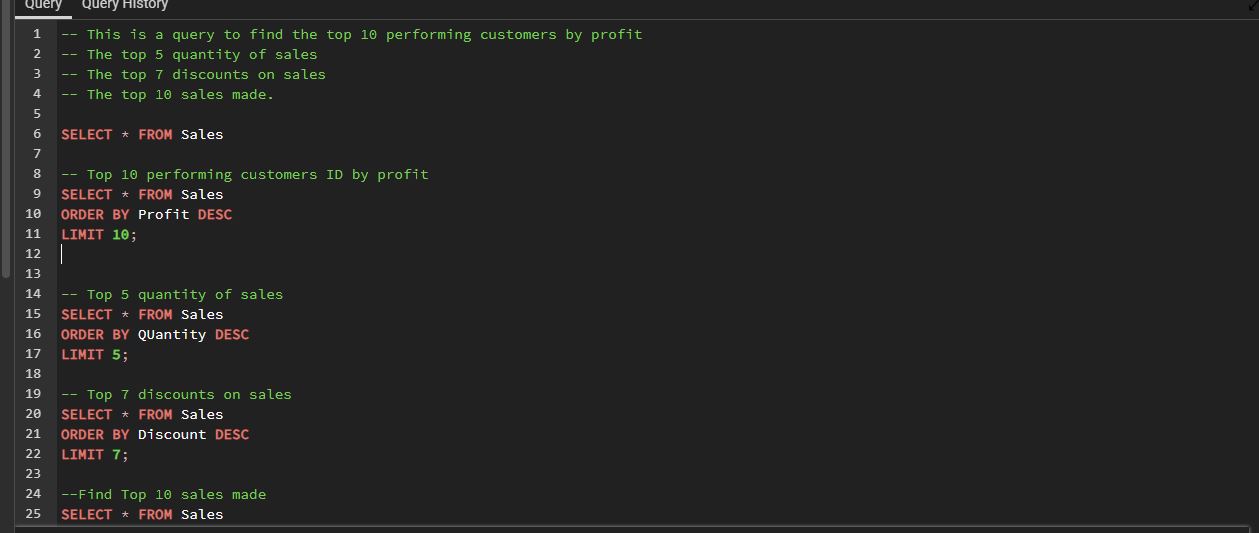 Query Query History
1 -- This is a query to find the top 10 performing customers by profit
2 -- The top 5 quantity of sales
3 -- The top 7 discounts on sales
4 -- The top 10 sales made.
5
6 SELECT * FROM Sales
7
8 -- Top 10 performing customers ID by profit
9 SELECT * FROM Sales
10 ORDER BY Profit DESC
11 LIMIT 10;
12
13
14 -- Top 5 quantity of sales
15 SELECT * FROM Sales
16 ORDER BY QUantity DESC
17 LIMIT 5;
18
19 -- Top 7 discounts on sales
20 SELECT * FROM Sales
21 ORDER BY Discount DESC
22 LIMIT 7;
23
24 --Find Top 10 sales made
25 SELECT * FROM Sales